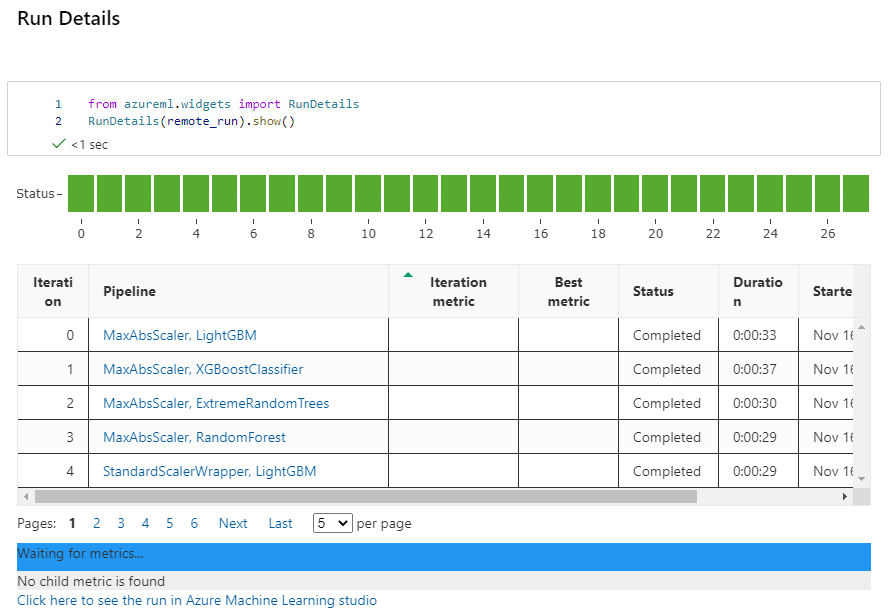 Run Details
1 from azureml.widgets import RunDetails
2 RunDetails(remote_run).show()
<1 sec
Status
0 2 4 6 8 10 12 14 16 18 20 22 24 26
Iterati
on
Pipeline
Iteration
metric
Best
metric
Status
Duratio
n
Starte
0 MaxAbsScaler, LightGBM Completed 0:00:33 Nov 16
1 MaxAbsScaler, XGBoostClassifier Completed 0:00:37 Nov 16
2 MaxAbsScaler, ExtremeRandomTrees Completed 0:00:30 Nov 16
3 MaxAbsScaler, RandomForest Completed 0:00:29 Nov 16
4 StandardScalerWrapper, LightGBM Completed 0:00:29 Nov 16
Pages: 1 2 3 4 5 6 Next Last 5 per page
Waiting for metrics...
No child metric is found
Click here to see the run in Azure Machine Learning studio